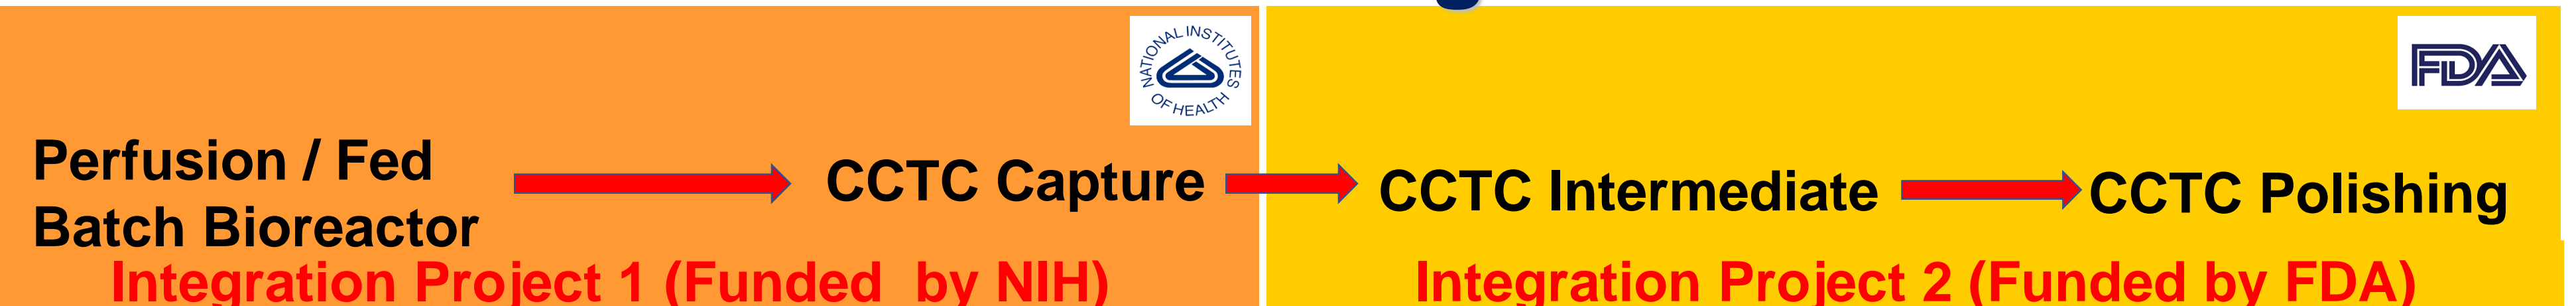 NATIONAL INSTITUTES
OF HEALTH
FDA
Perfusion / Fed
Batch Bioreactor
CCTC Capture
CCTC Intermediate
CCTC Polishing
Integration Project 1 (Funded by NIH)
Integration Project 2 (Funded by FDA)